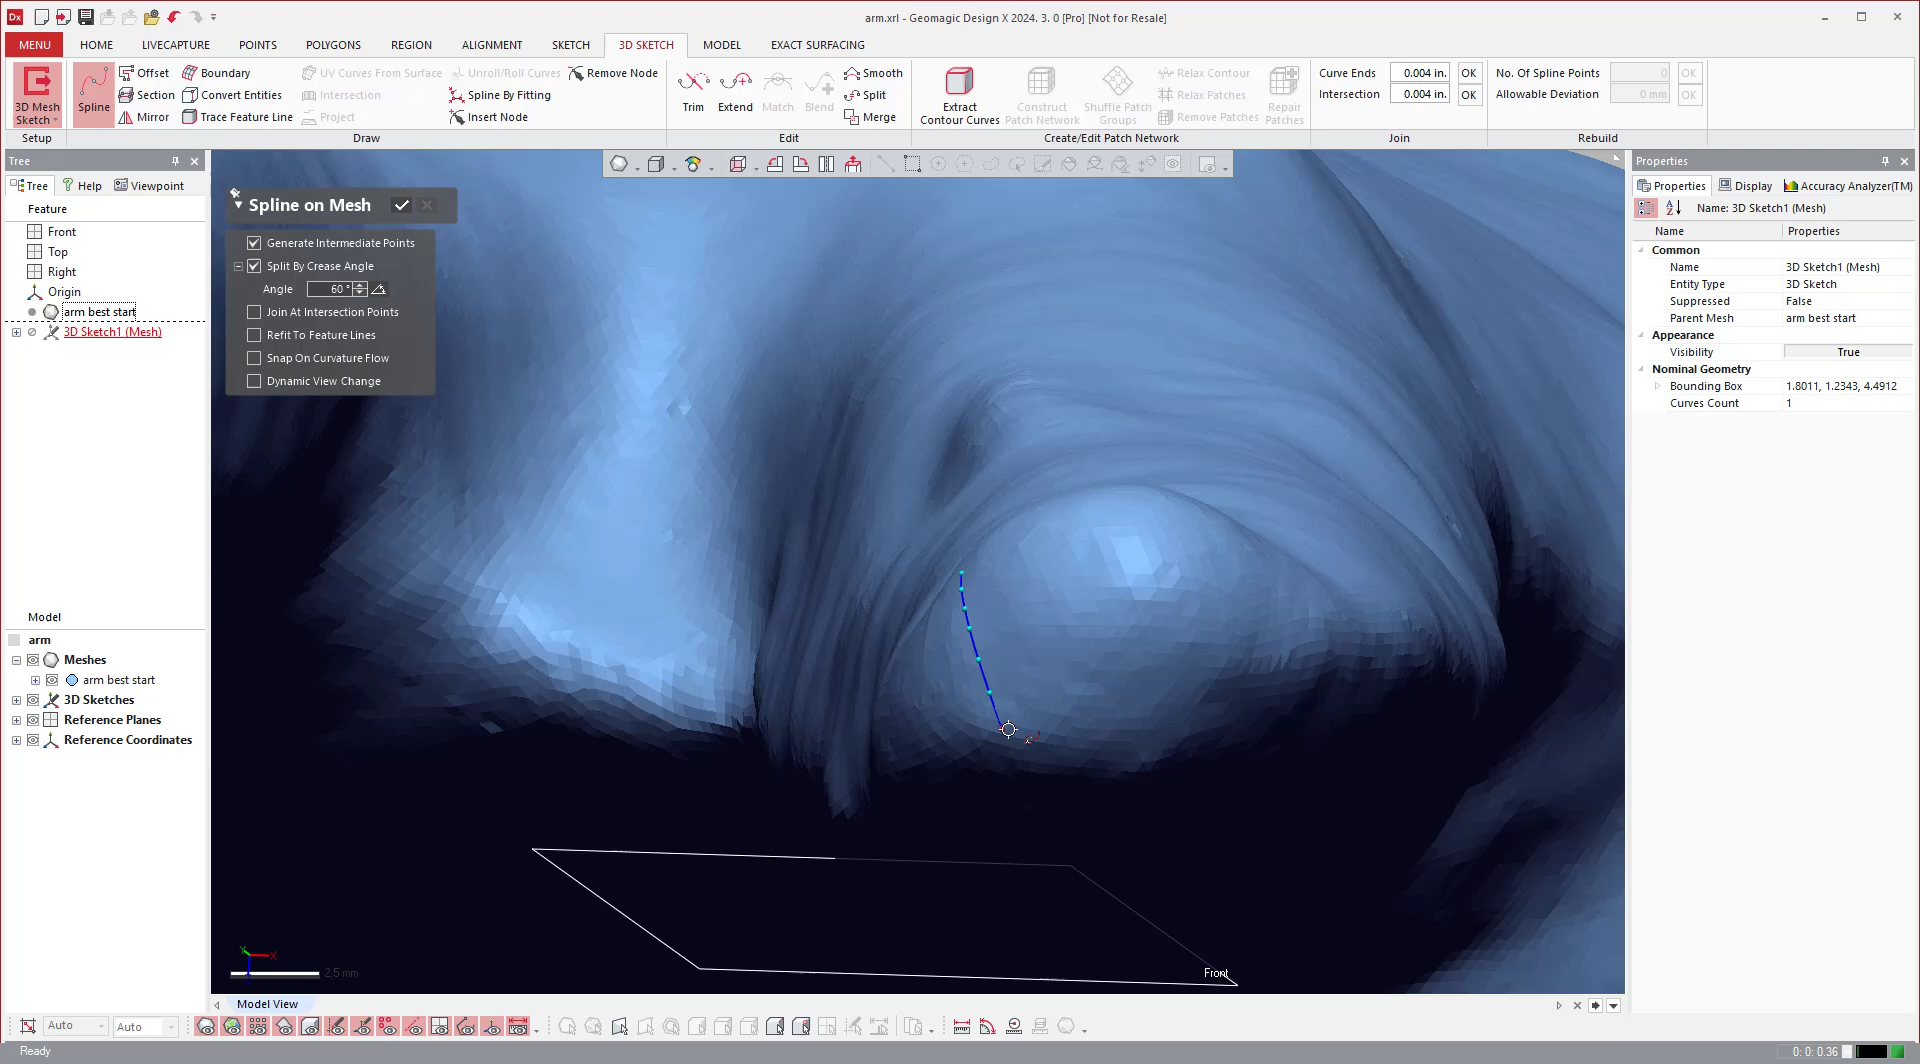 Dx
arm.xrl - Geomagic Design X 2024. 3. 0 [Pro] [Not for Resale]
MENU HOME LIVECAPTURE POINTS POLYGONS REGION ALIGNMENT SKETCH 3D SKETCH MODEL EXACT SURFACING
3D Mesh Sketch
Setup
Spline
Offset
Section
Mirror
Boundary
Convert Entities
Trace Feature Line
UV Curves From Surface
Intersection
Project
Unroll/Roll Curves
Spline By Fitting
Insert Node
Remove Node
Draw
Trim
Extend
Match
Blend
Smooth
Split
Merge
Edit
Extract Contour Curves
Construct Patch Network
Shuffle Patch Groups
Relax Contour
Relax Patches
Remove Patches
Repair Patches
Create/Edit Patch Network
Curve Ends 0.004 in. OK
Intersection 0.004 in. OK
Join
No. Of Spline Points 0 OK
Allowable Deviation 0 mm OK
Rebuild
Tree
Tree Help Viewpoint
Feature
Front
Top
Right
Origin
arm best start
3D Sketch1 (Mesh)
Model
arm
Meshes
arm best start
3D Sketches
Reference Planes
Reference Coordinates
Spline on Mesh
Generate Intermediate Points
Split By Crease Angle
Angle 60 °
Join At Intersection Points
Refit To Feature Lines
Snap On Curvature Flow
Dynamic View Change
Front
Y X
2.5 mm
Model View
Properties
Properties Display Accuracy Analyzer(TM)
Name: 3D Sketch1 (Mesh)
Name Properties
Common
Name 3D Sketch1 (Mesh)
Entity Type 3D Sketch
Suppressed False
Parent Mesh arm best start
Appearance
Visibility True
Nominal Geometry
Bounding Box 1.8011, 1.2343, 4.4912
Curves Count 1
Auto Auto
Ready
0: 0: 0.36